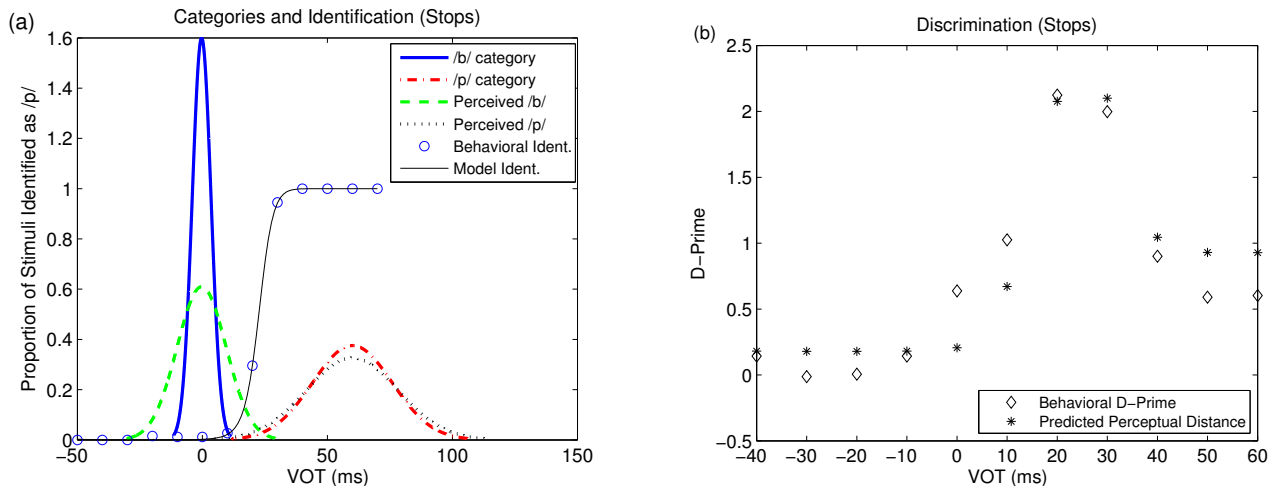 (a)
Categories and Identification (Stops)
Proportion of Stimuli Identified as /p/
1.6
1.4
1.2
1
0.8
0.6
0.4
0.2
0
/b/ category
/p/ category
Perceived /b/
Perceived /p/
Behavioral Ident.
Model Ident.
−50
0
50
100
150
VOT (ms)
(b)
Discrimination (Stops)
D−Prime
2.5
2
1.5
1
0.5
0
−0.5
Behavioral D−Prime
Predicted Perceptual Distance
−40
−30
−20
−10
0
10
20
30
40
50
60
VOT (ms)